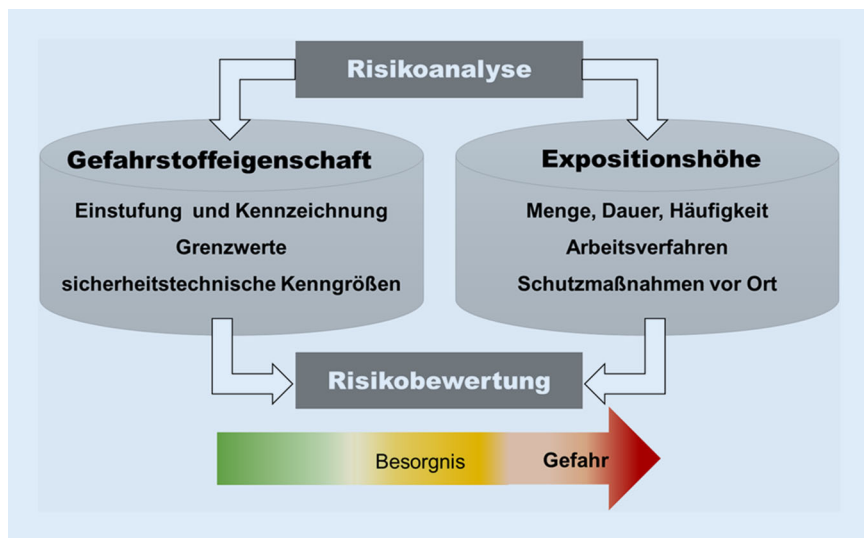 Risikoanalyse
Gefahrstoffeigenschaft
Einstufung und Kennzeichnung
Grenzwerte
sicherheitstechnische Kenngrößen
Expositionshöhe
Menge, Dauer, Häufigkeit
Arbeitsverfahren
Schutzmaßnahmen vor Ort
Risikobewertung
Besorgnis
Gefahr